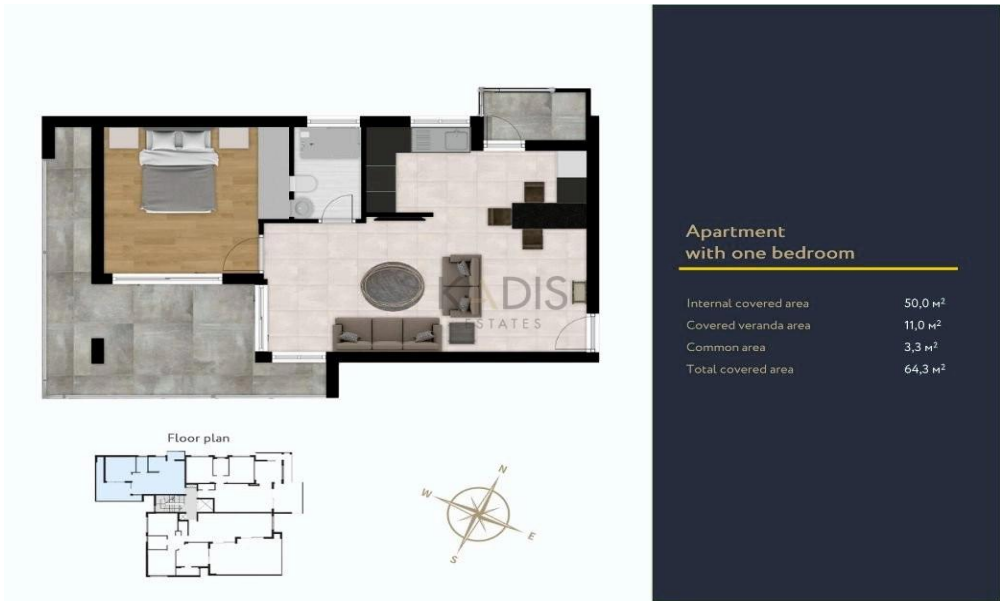 KADIS
ESTATES
Floor plan
N
W
E
S
Apartment
with one bedroom
Internal covered area 50,0 м²
Covered veranda area 11,0 м²
Common area 3,3 м²
Total covered area 64,3 м²